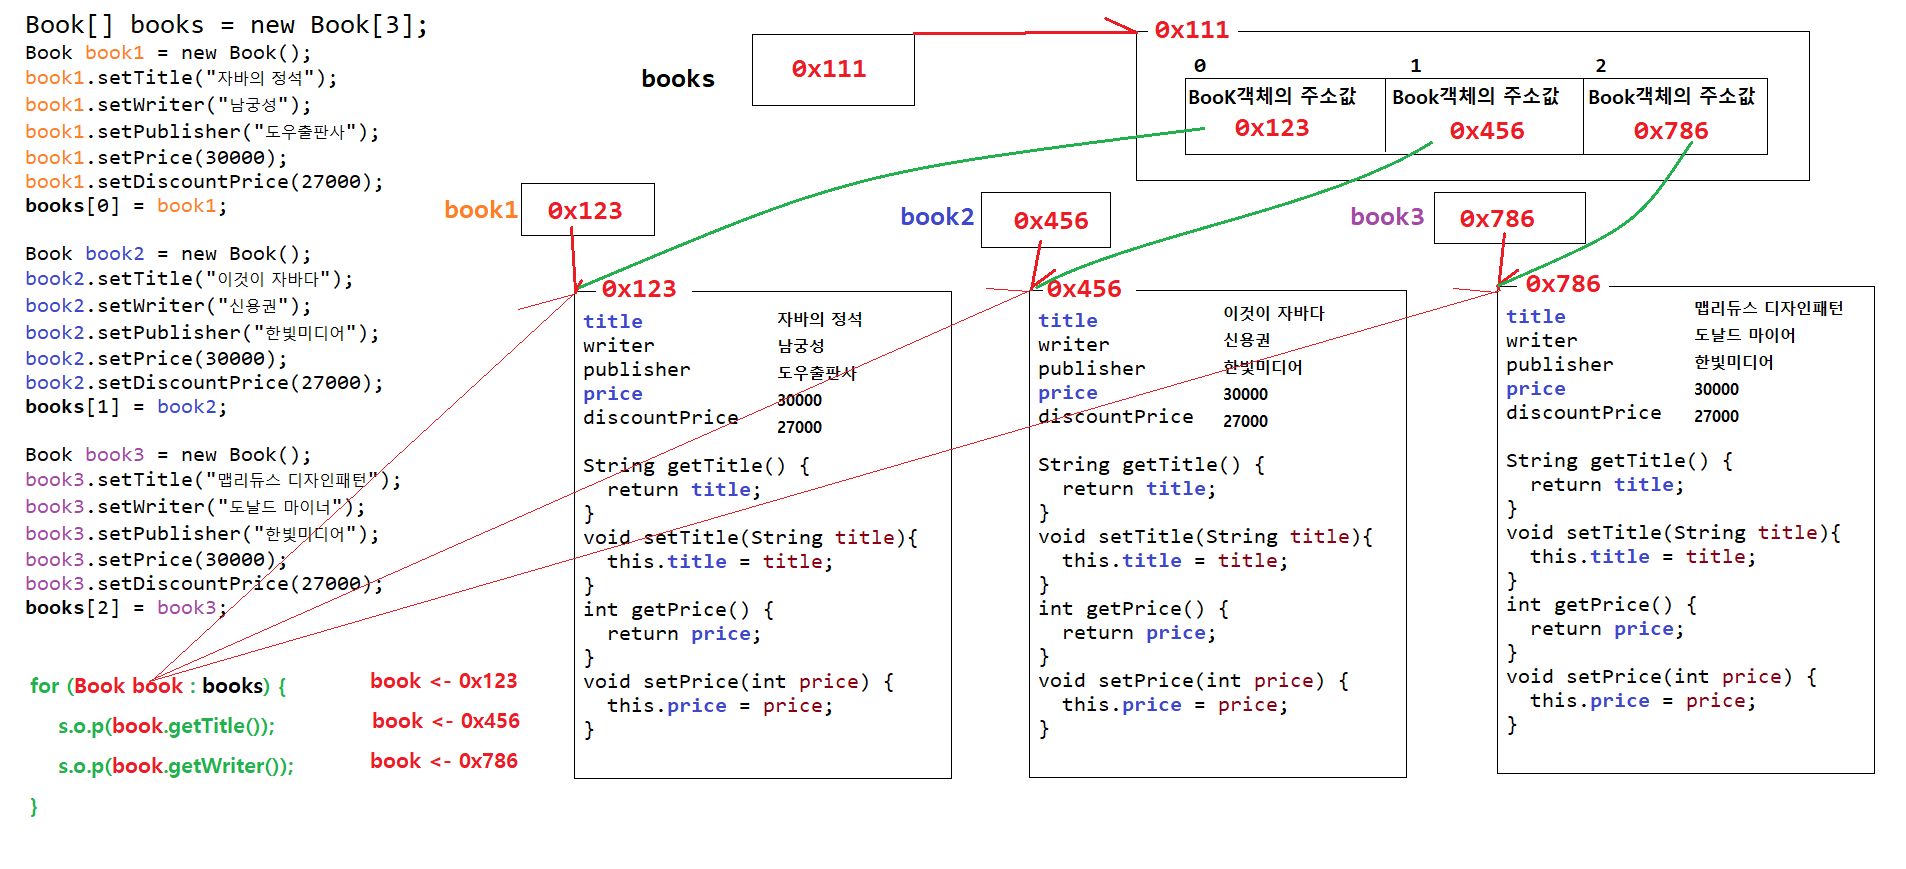 Book[] books = new Book[3];
Book book1 = new Book();
book1.setTitle("자바의 정석");
book1.setWriter("남궁성");
book1.setPublisher("도우출판사");
book1.setPrice(30000);
book1.setDiscountPrice(27000);
books[0] = book1;
Book book2 = new Book();
book2.setTitle("이것이 자바다");
book2.setWriter("신용권");
book2.setPublisher("한빛미디어");
book2.setPrice(30000);
book2.setDiscountPrice(27000);
books[1] = book2;
Book book3 = new Book();
book3.setTitle("맵리듀스 디자인패턴");
book3.setWriter("도날드 마이너");
book3.setPublisher("한빛미디어");
book3.setPrice(30000);
book3.setDiscountPrice(27000);
books[2] = book3;
for (Book book : books) {
s.o.p(book.getTitle());
s.o.p(book.getWriter());
}
book <- 0x123
book <- 0x456
book <- 0x786
books
0x111
0x111
0 1 2
BooK객체의 주소값 Book객체의 주소값 Book객체의 주소값
0x123 0x456 0x786
book1 0x123
book2 0x456
book3 0x786
0x123
title 자바의 정석
writer 남궁성
publisher 도우출판사
price 30000
discountPrice 27000
String getTitle() {
return title;
}
void setTitle(String title){
this.title = title;
}
int getPrice() {
return price;
}
void setPrice(int price) {
this.price = price;
}
0x456
title 이것이 자바다
writer 신용권
publisher 한빛미디어
price 30000
discountPrice 27000
String getTitle() {
return title;
}
void setTitle(String title){
this.title = title;
}
int getPrice() {
return price;
}
void setPrice(int price) {
this.price = price;
}
0x786
title 맵리듀스 디자인패턴
writer 도날드 마이어
publisher 한빛미디어
price 30000
discountPrice 27000
String getTitle() {
return title;
}
void setTitle(String title){
this.title = title;
}
int getPrice() {
return price;
}
void setPrice(int price) {
this.price = price;
}